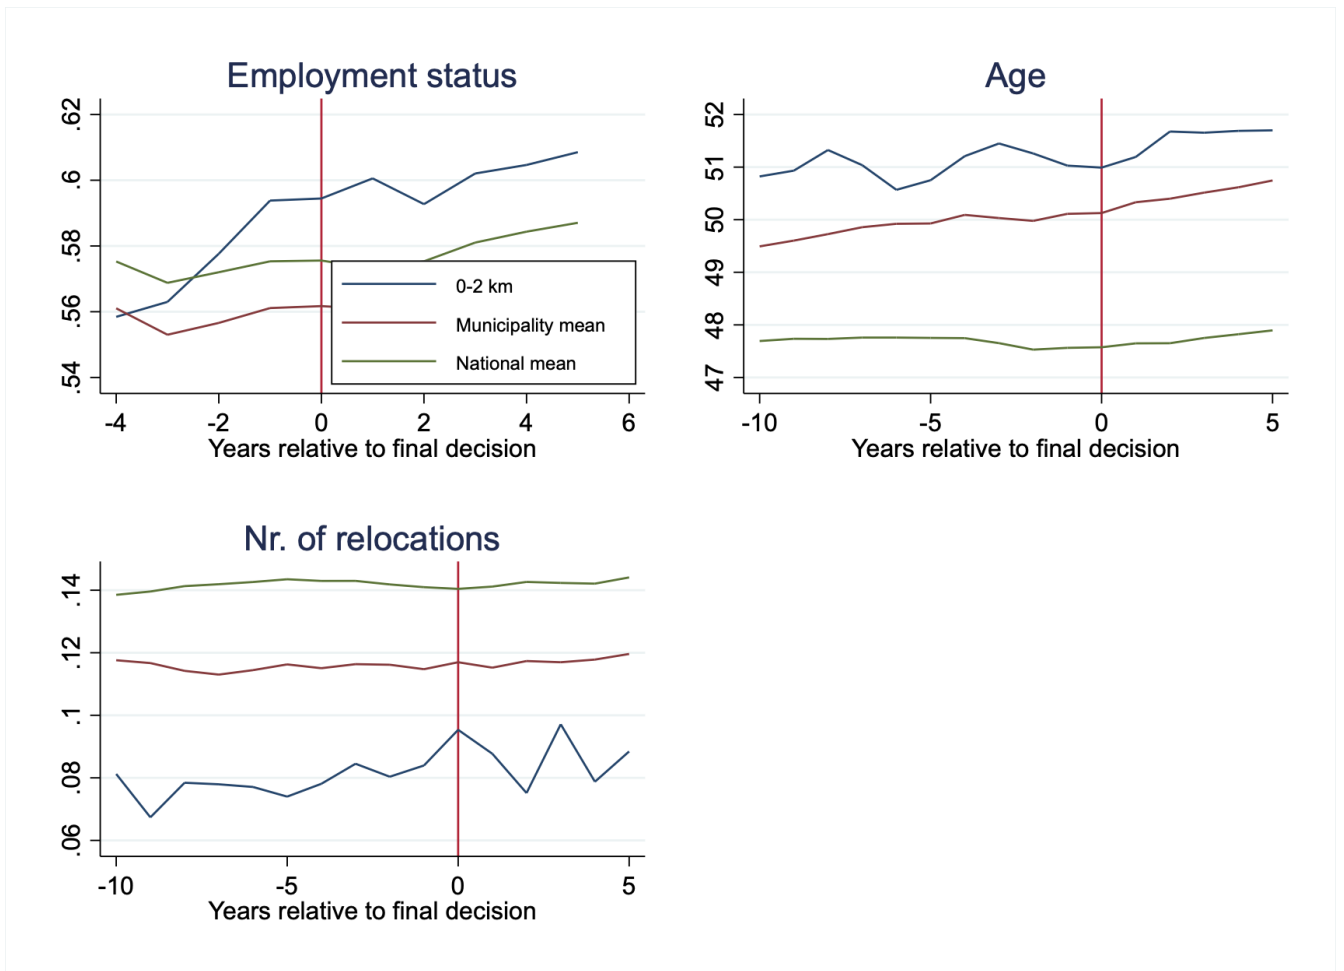 Employment status
.62
.6
.58
.56
.54
0-2 km
Municipality mean
National mean
-4 -2 0 2 4 6
Years relative to final decision
Age
52
51
50
49
48
47
-10 -5 0 5
Years relative to final decision
Nr. of relocations
.14
.12
.1
.08
.06
-10 -5 0 5
Years relative to final decision